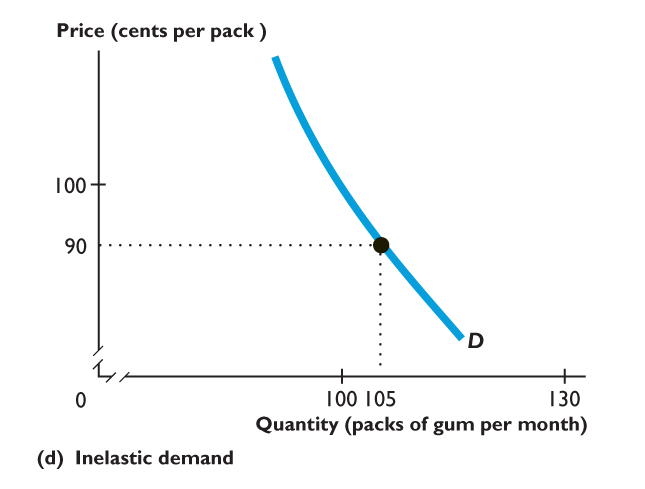 Price (cents per pack )
100
90
D
0
100 105
130
Quantity (packs of gum per month)
(d) Inelastic demand